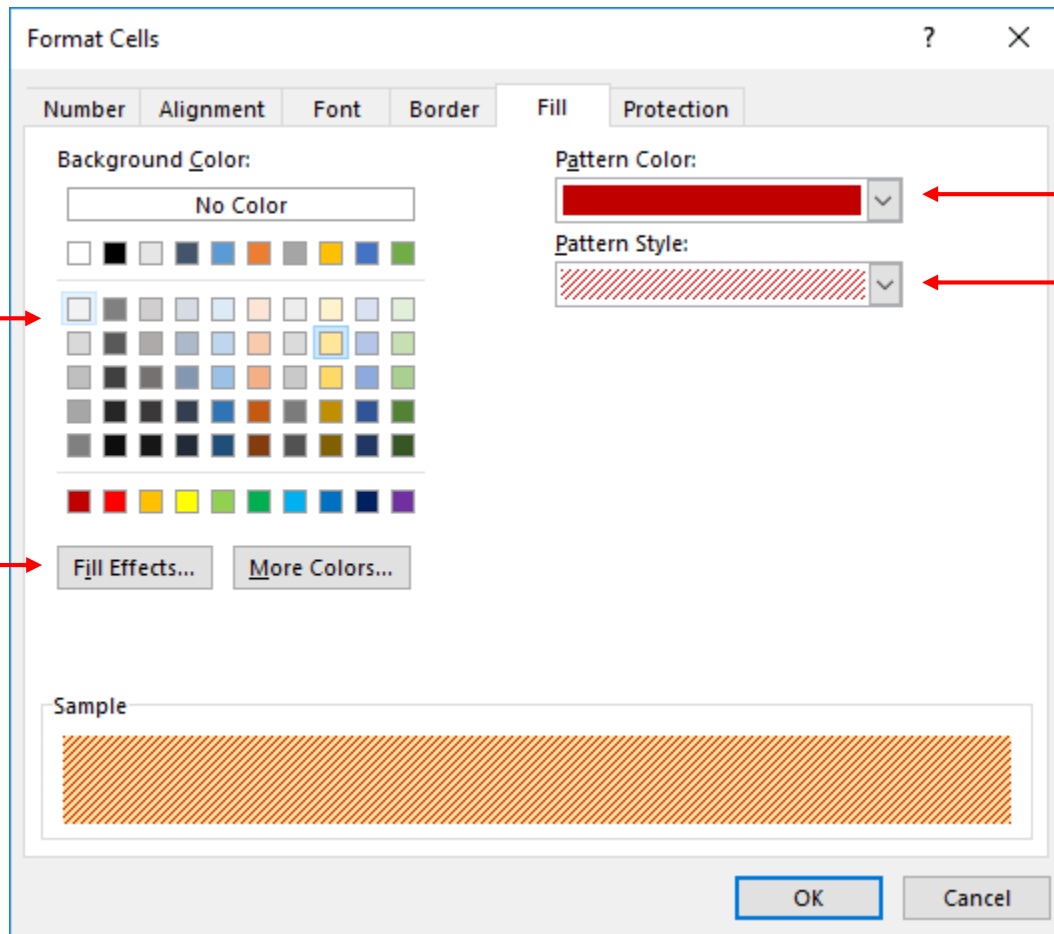 Format Cells
?
Number Alignment Font Border Fill Protection
Background Color:
No Color
Pattern Color:
Pattern Style:
Fill Effects... More Colors...
Sample
OK Cancel